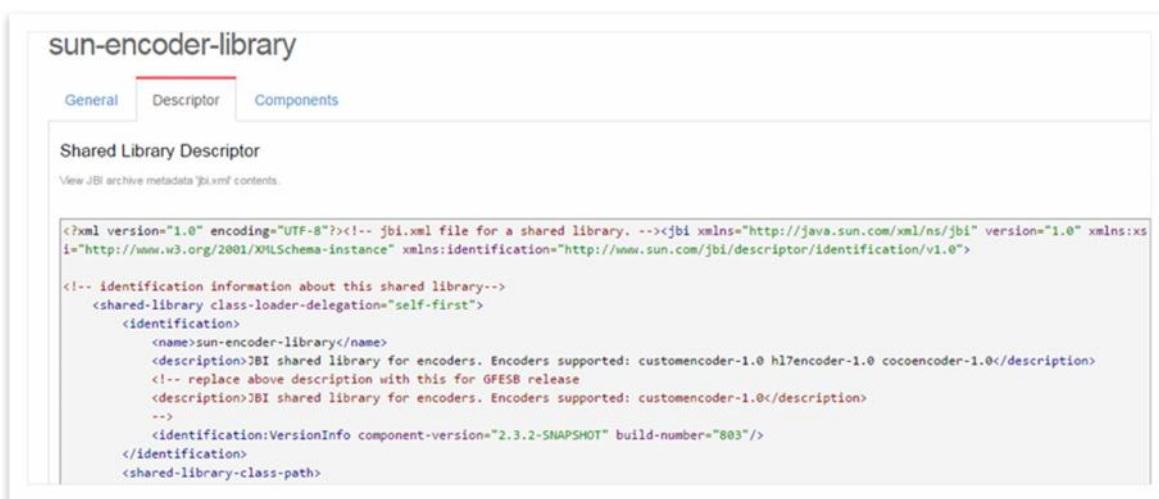 sun-encoder-library
General Descriptor Components
Shared Library Descriptor
View JBI archive metadata 'jbi.xml' contents.
<?xml version="1.0" encoding="UTF-8"?><!-- jbi.xml file for a shared library. --><jbi xmlns="http://java.sun.com/xml/ns/jbi" version="1.0" xmlns:xs
i="http://www.w3.org/2001/XMLSchema-instance" xmlns:identification="http://www.sun.com/jbi/descriptor/identification/v1.0">
<!-- identification information about this shared library-->
<shared-library class-loader-delegation="self-first">
<identification>
<name>sun-encoder-library</name>
<description>JBI shared library for encoders. Encoders supported: customencoder-1.0 hl7encoder-1.0 cocoencoder-1.0</description>
<!-- replace above description with this for GFESB release
<description>JBI shared library for encoders. Encoders supported: customencoder-1.0</description>
-->
<identification:VersionInfo component-version="2.3.2-SNAPSHOT" build-number="803"/>
</identification>
<shared-library-class-path>